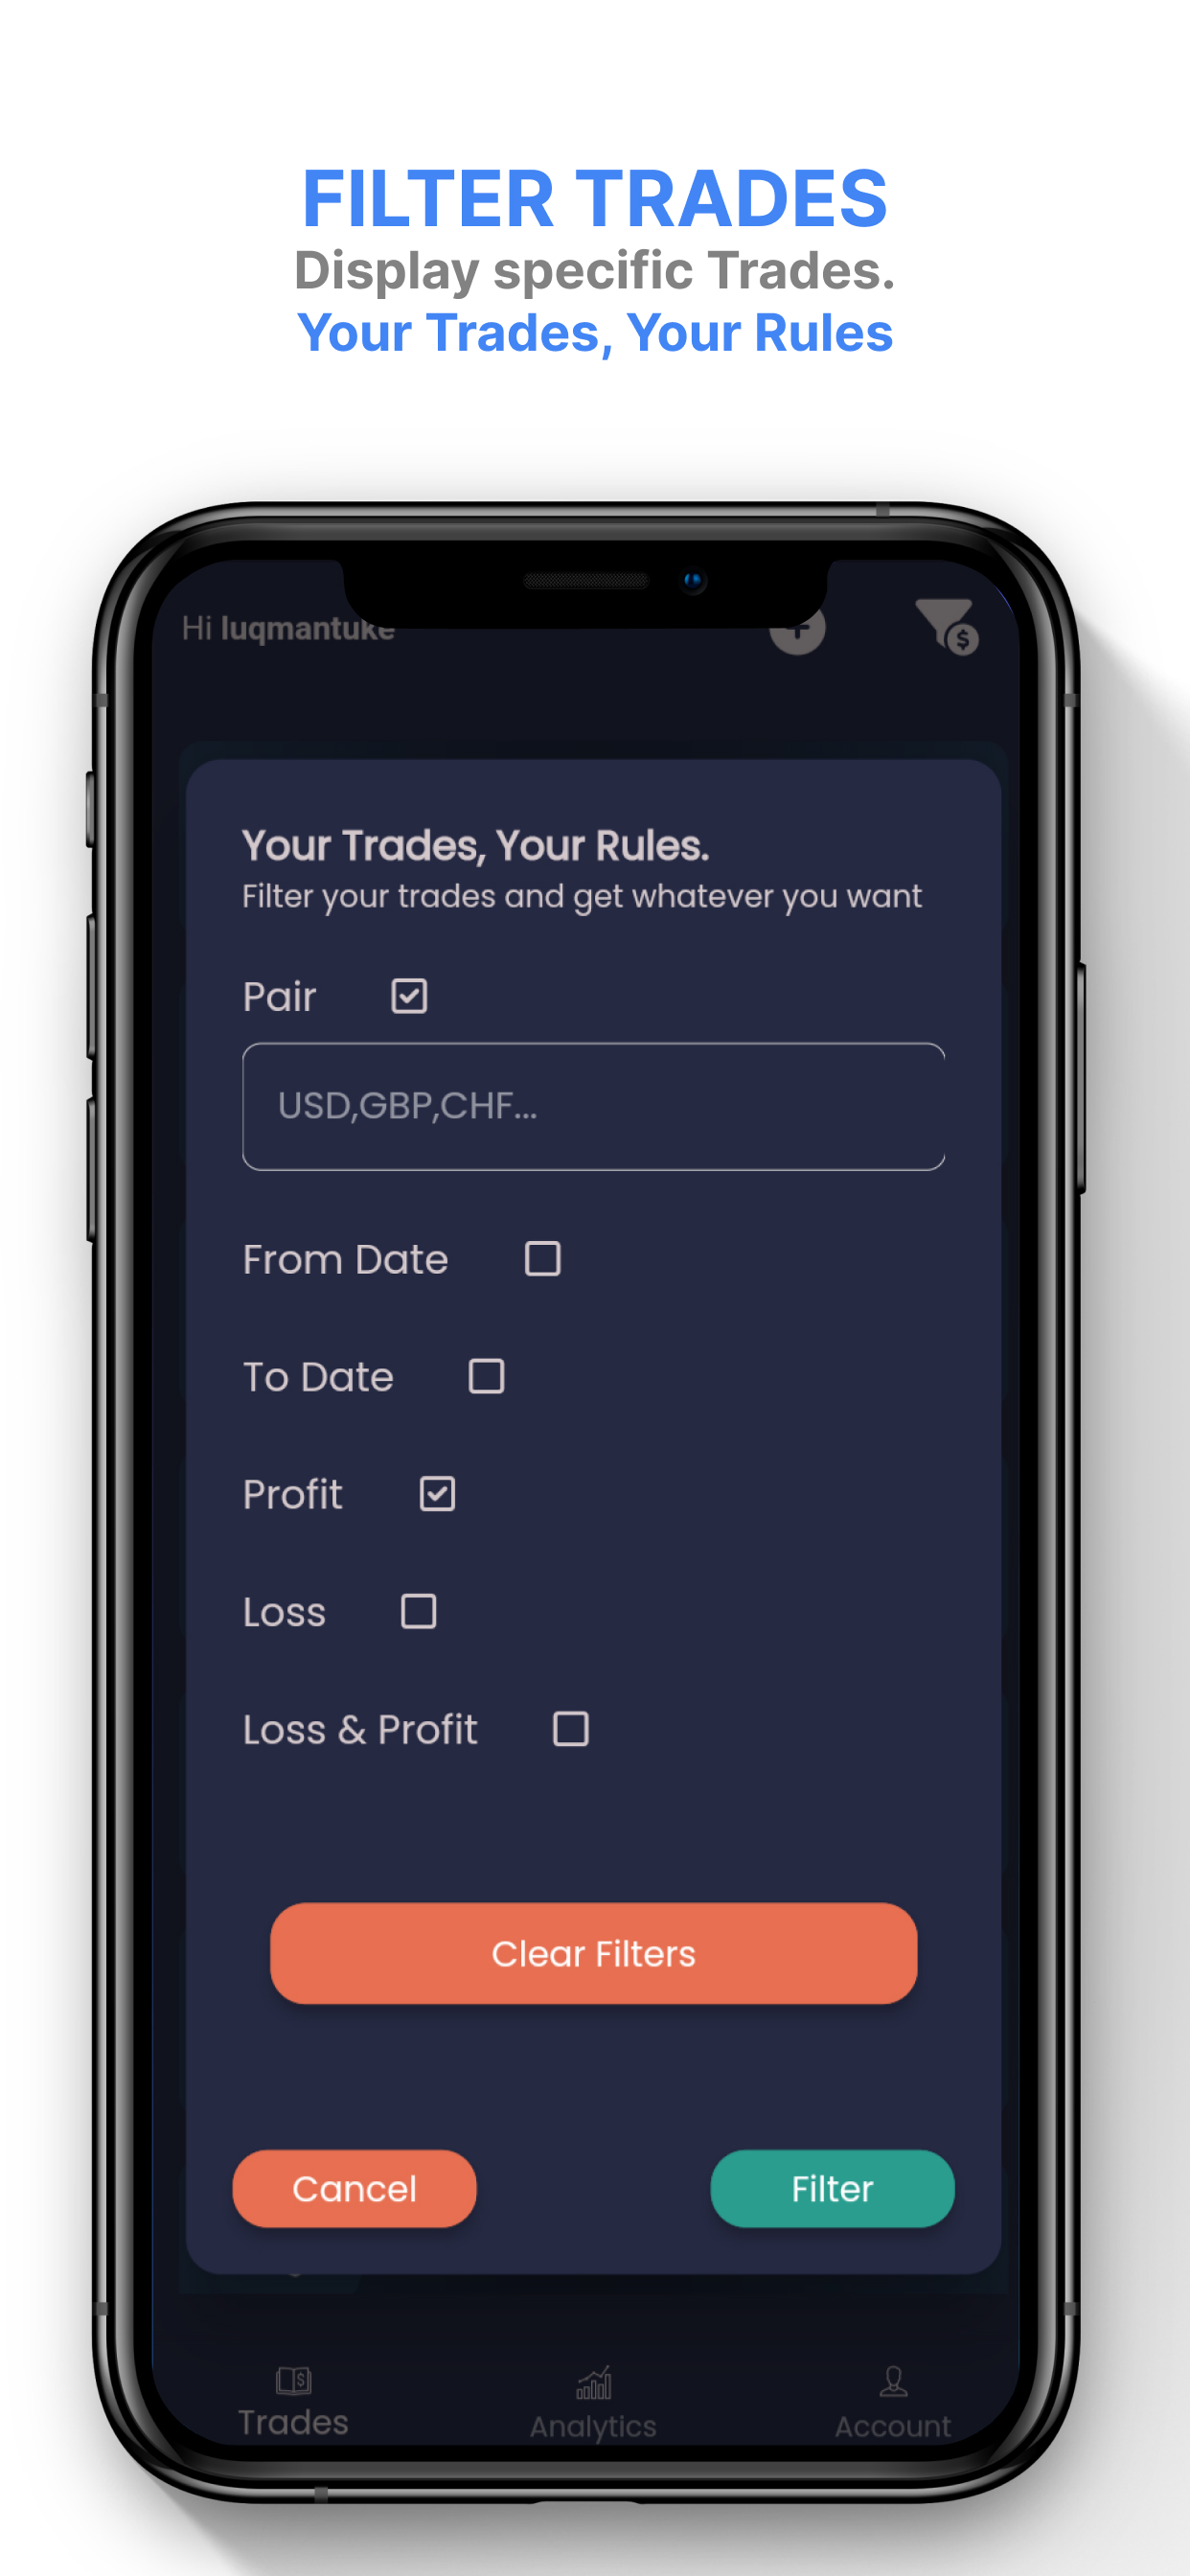 FILTER TRADES
Display specific Trades.
Your Trades, Your Rules
Hi luqmantuke
Your Trades, Your Rules.
Filter your trades and get whatever you want
Pair
USD,GBP,CHF...
From Date
To Date
Profit
Loss
Loss & Profit
Clear Filters
Cancel
Filter
Trades
Analytics
Account